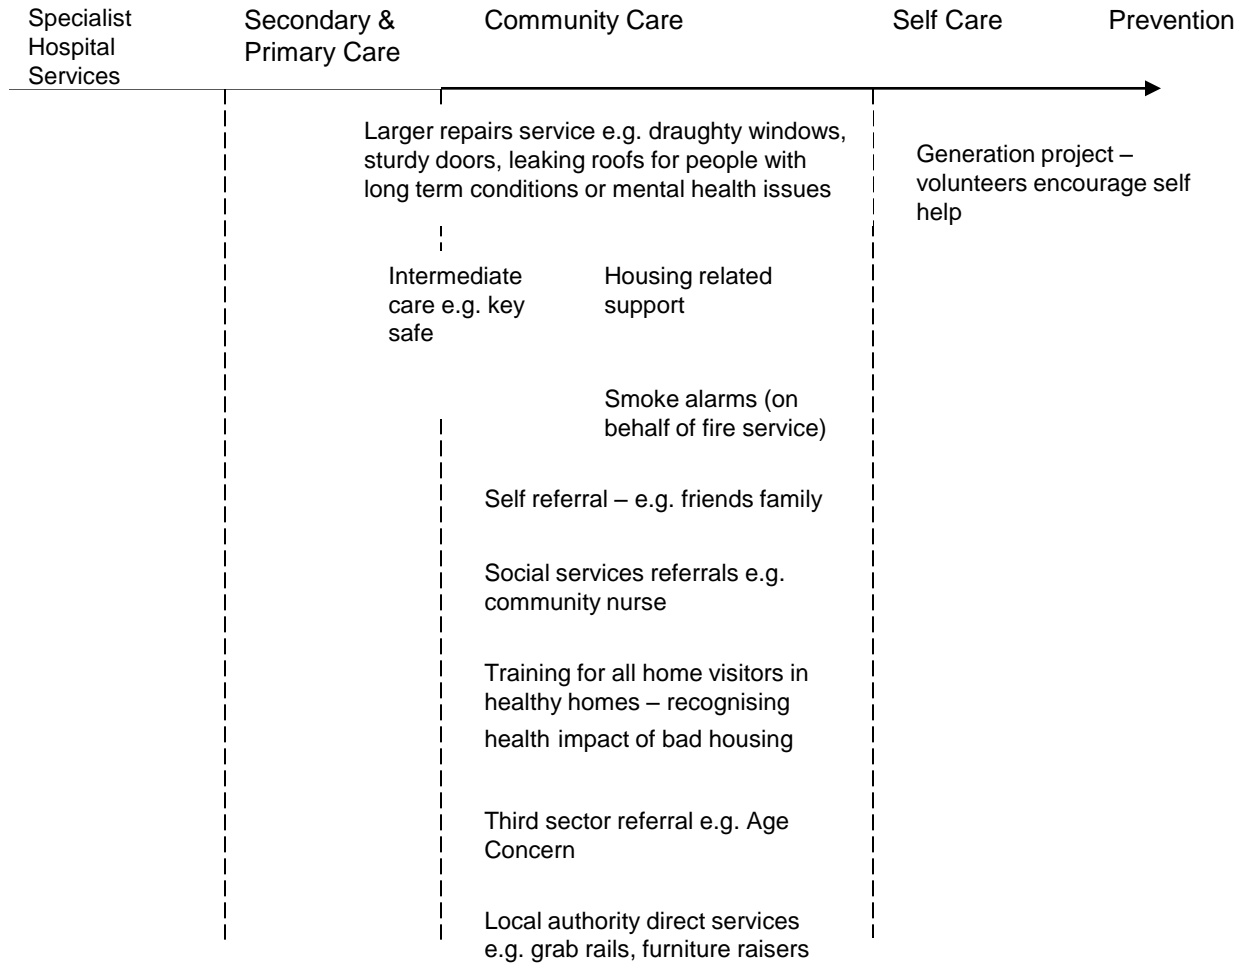 Specialist
Hospital
Services
Secondary &
Primary Care
Community Care
Self Care
Prevention
Larger repairs service e.g. draughty windows,
sturdy doors, leaking roofs for people with
long term conditions or mental health issues
Generation project –
volunteers encourage self
help
Intermediate
care e.g. key
safe
Housing related
support
Smoke alarms (on
behalf of fire service)
Self referral – e.g. friends family
Social services referrals e.g.
community nurse
Training for all home visitors in
healthy homes – recognising
health impact of bad housing
Third sector referral e.g. Age
Concern
Local authority direct services
e.g. grab rails, furniture raisers